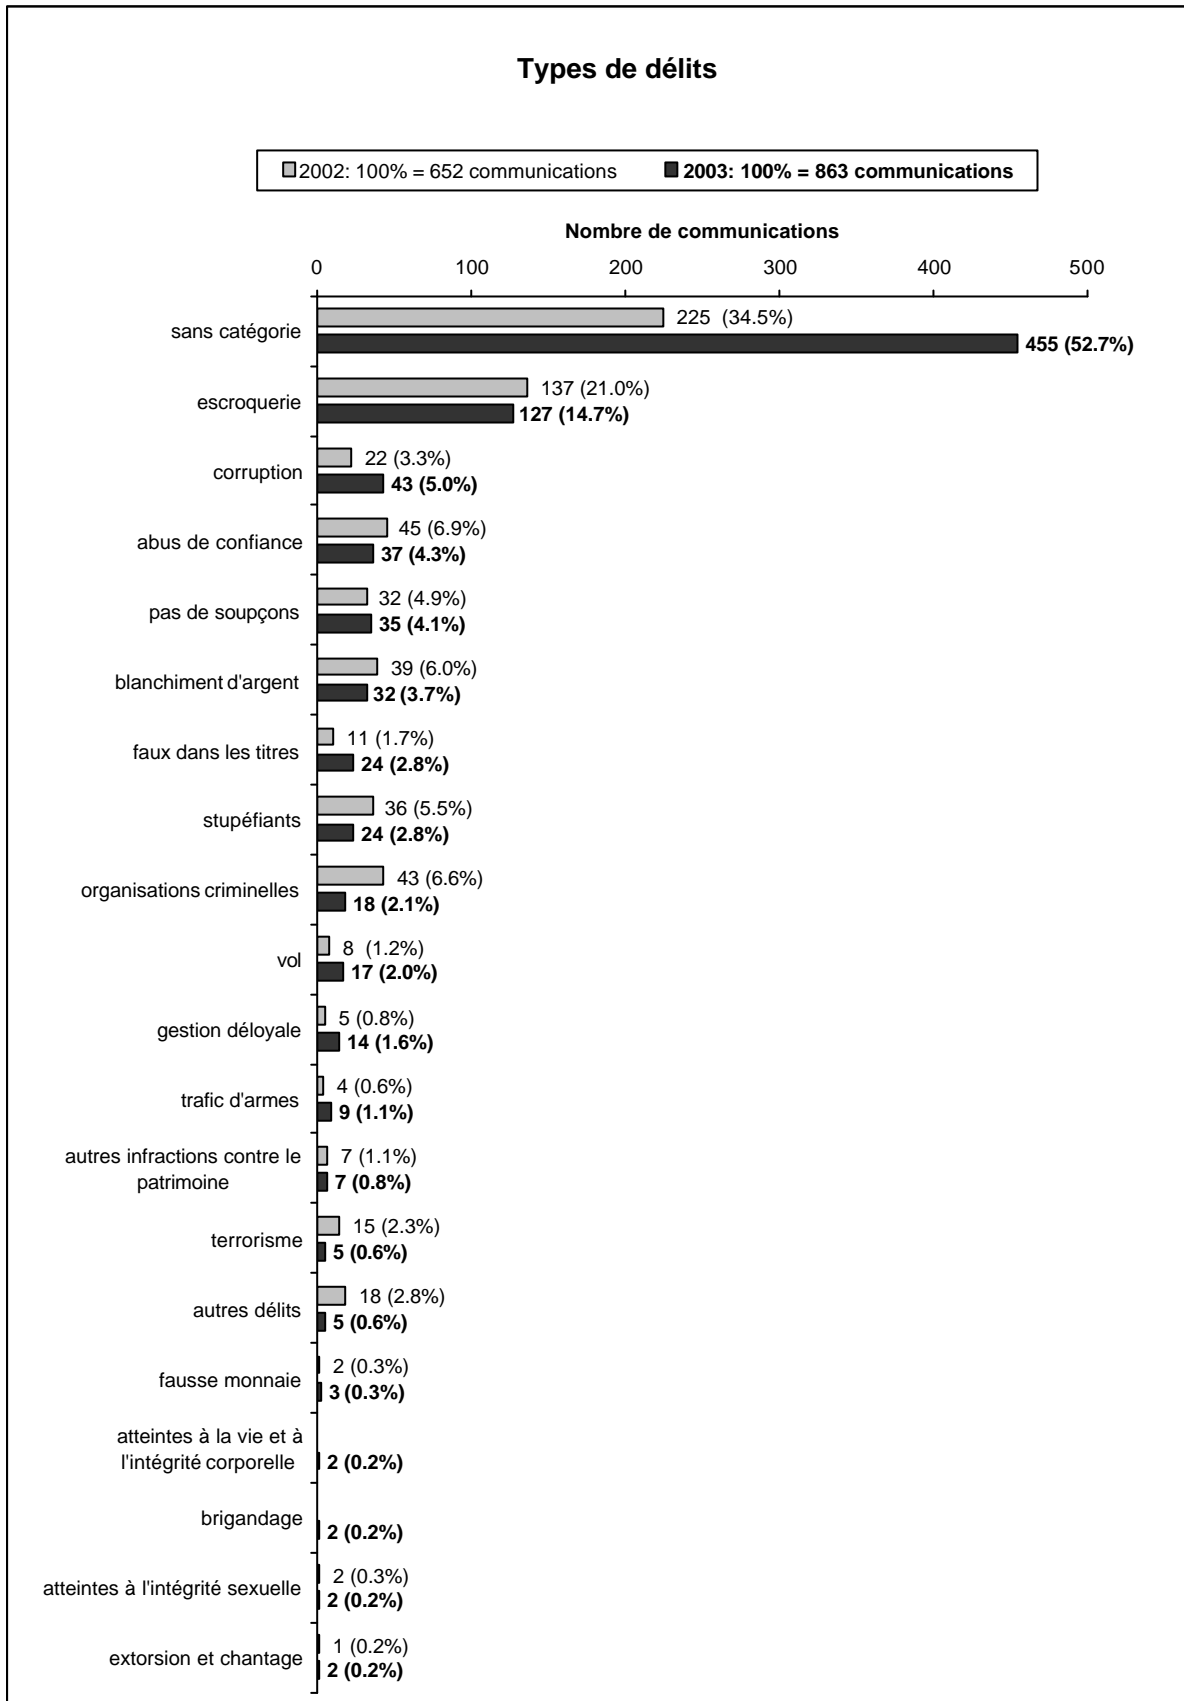 Types de délits
2002: 100% = 652 communications 2003: 100% = 863 communications
Nombre de communications
0 100 200 300 400 500
sans catégorie
225 (34.5%)
455 (52.7%)
escroquerie
137 (21.0%)
127 (14.7%)
corruption
22 (3.3%)
43 (5.0%)
abus de confiance
45 (6.9%)
37 (4.3%)
pas de soupçons
32 (4.9%)
35 (4.1%)
blanchiment d'argent
39 (6.0%)
32 (3.7%)
faux dans les titres
11 (1.7%)
24 (2.8%)
stupéfiants
36 (5.5%)
24 (2.8%)
organisations criminelles
43 (6.6%)
18 (2.1%)
vol
8 (1.2%)
17 (2.0%)
gestion déloyale
5 (0.8%)
14 (1.6%)
trafic d'armes
4 (0.6%)
9 (1.1%)
autres infractions contre le
patrimoine
7 (1.1%)
7 (0.8%)
terrorisme
15 (2.3%)
5 (0.6%)
autres délits
18 (2.8%)
5 (0.6%)
fausse monnaie
2 (0.3%)
3 (0.3%)
atteintes à la vie et à
l'intégrité corporelle
2 (0.2%)
brigandage
2 (0.2%)
atteintes à l'intégrité sexuelle
2 (0.3%)
2 (0.2%)
extorsion et chantage
1 (0.2%)
2 (0.2%)